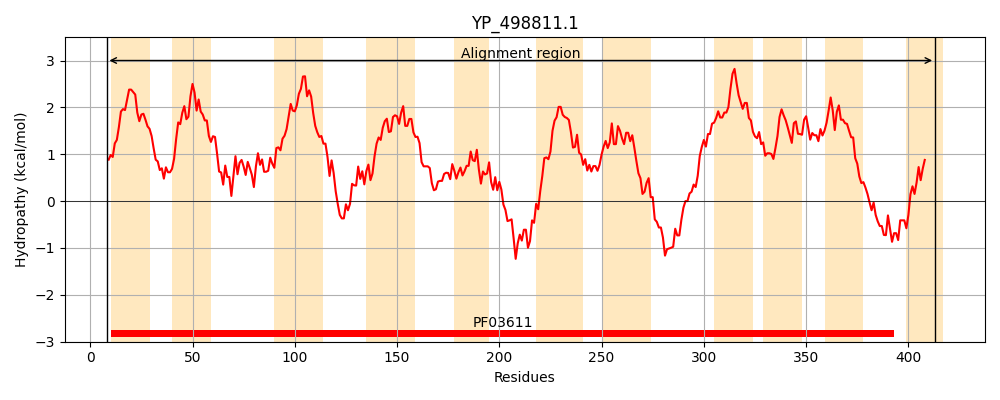 YP_498811.1
Alignment region
Hydropathy (kcal/mol)
3
2
1
0
−1
−2
−3
PF03611
0 50 100 150 200 250 300 350 400
Residues